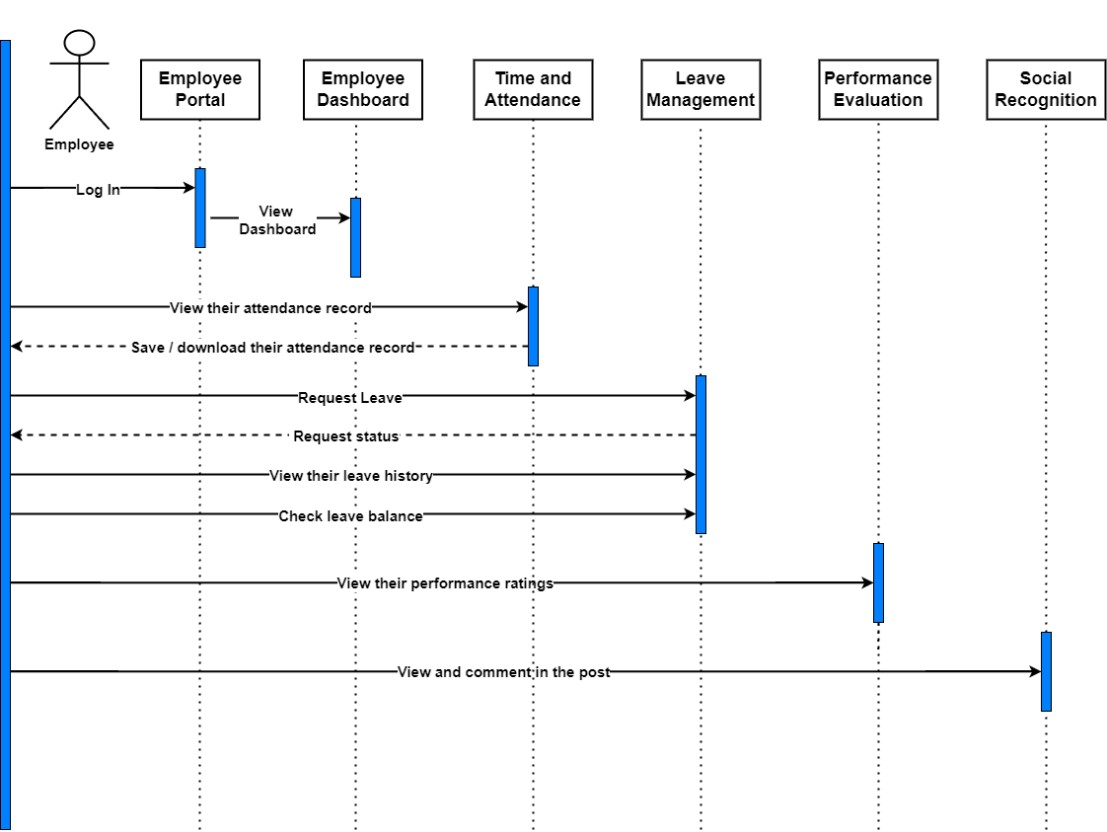 Employee
Portal
Employee
Dashboard
Time and
Attendance
Leave
Management
Performance
Evaluation
Social
Recognition
Employee
Log In
View
Dashboard
View their attendance record
Save / download their attendance record
Request Leave
Request status
View their leave history
Check leave balance
View their performance ratings
View and comment in the post